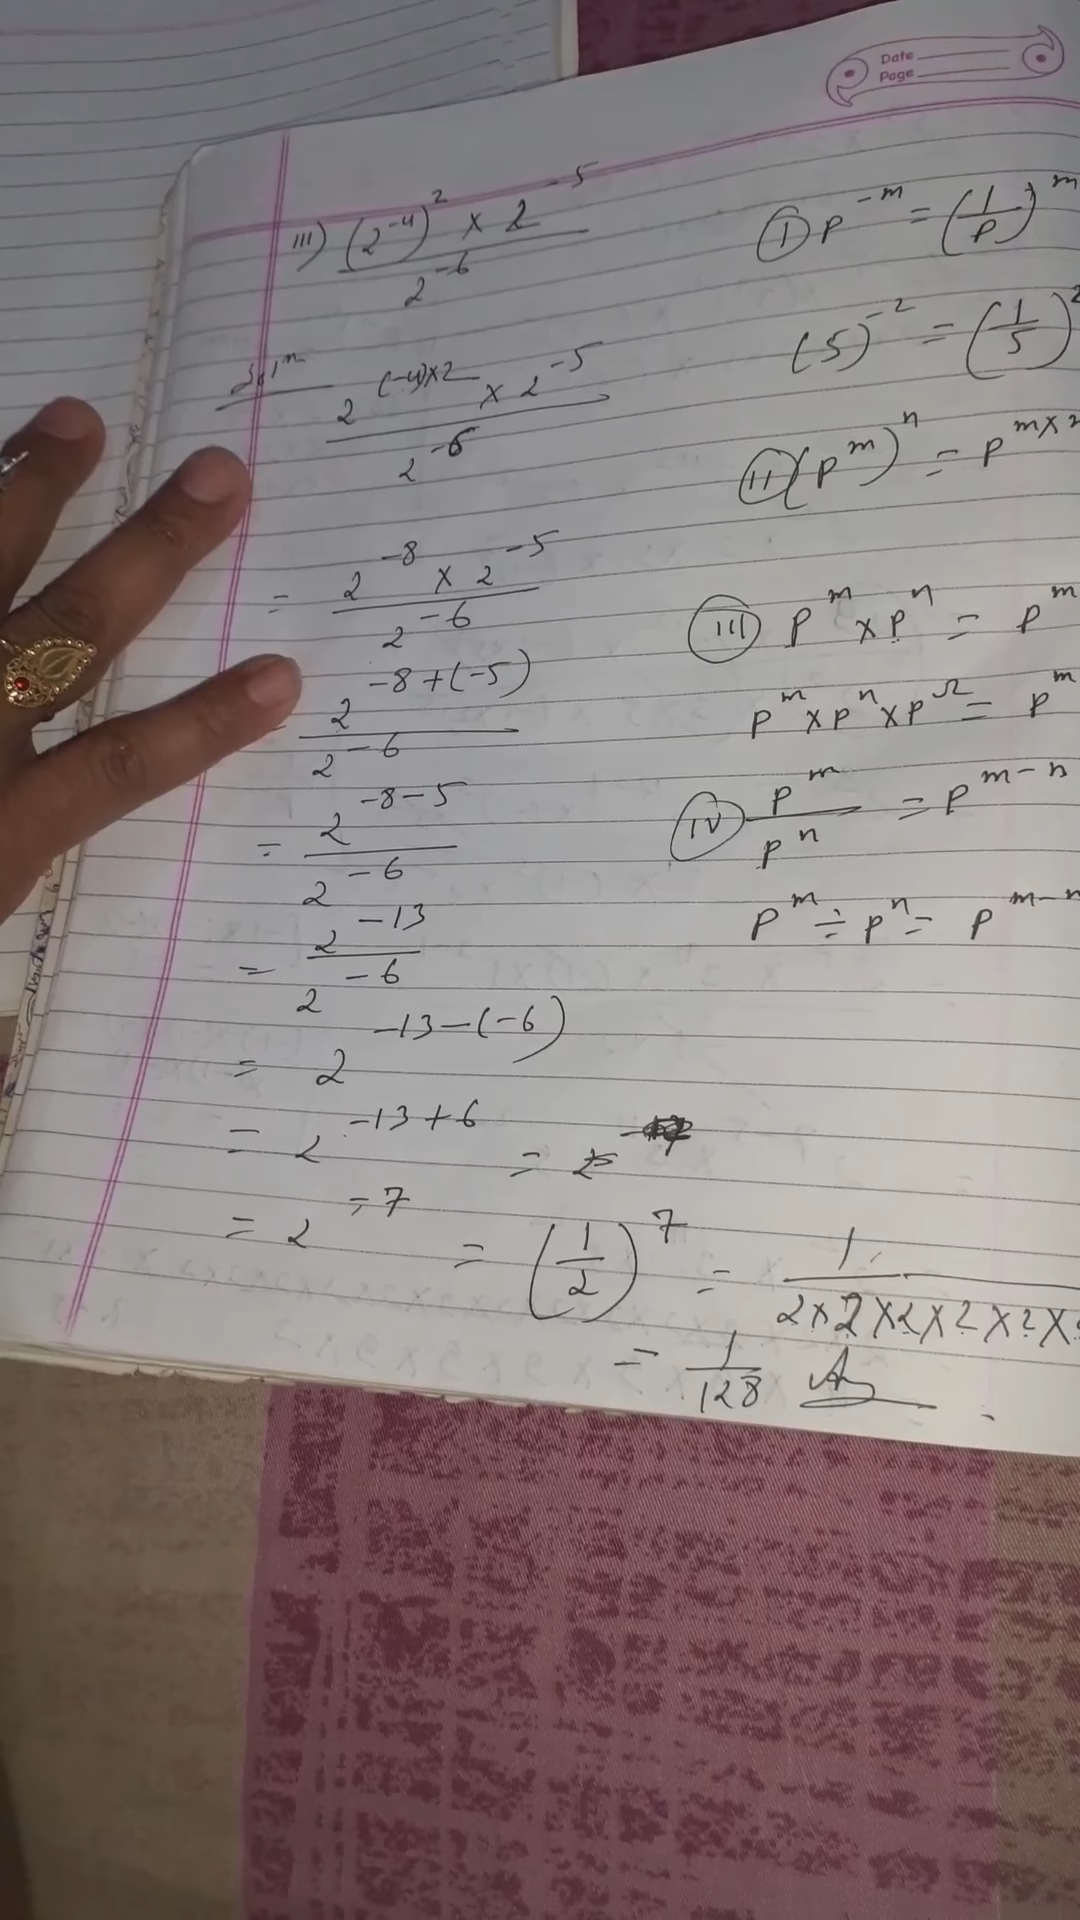 Date
Page
III) (2^-4)^2 × 2^-5
2^-6
Sol^n 2^(-4)×2 × 2^-5
2^-6
= 2^-8 × 2^-5
2^-6
= 2^-8+(-5)
2^-6
= 2^-8-5
2^-6
= 2^-13
2^-6
= 2^-13-(-6)
= 2^-13+6 = 2
= 2^-7 = (1/2)^7 = 1
2×2×2×2×2×
= 1/128 Ans
(I) P^-m = (1/P)^m
(5)^-2 = (1/5)^2
(II) (P^m)^n = P^m×n
(III) P^m × P^n = P^m
P^m × P^n × P^r = P^m
(IV) P^m/P^n = P^m-n
P^m ÷ P^n = P^m-n